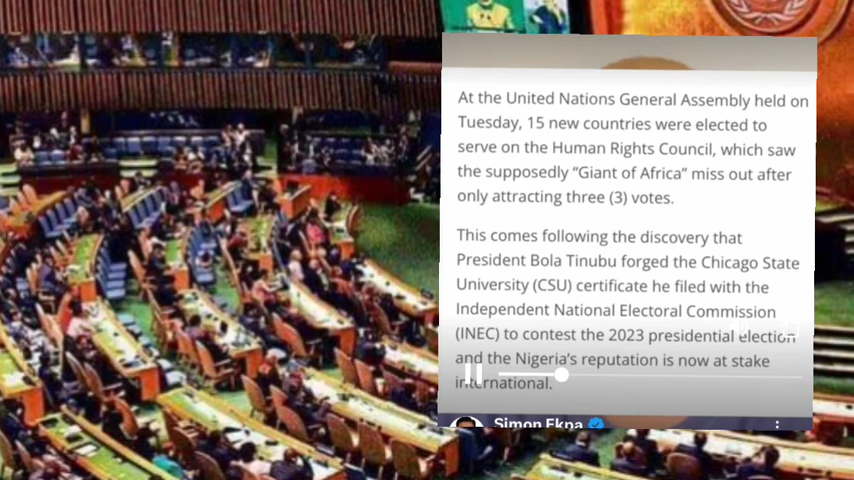 At the United Nations General Assembly held on
Tuesday, 15 new countries were elected to
serve on the Human Rights Council, which saw
the supposedly “Giant of Africa” miss out after
only attracting three (3) votes.
This comes following the discovery that
President Bola Tinubu forged the Chicago State
University (CSU) certificate he filed with the
Independent National Electoral Commission
(INEC) to contest the 2023 presidential election
and the Nigeria’s reputation is now at stake
international.
Simon Ekpa